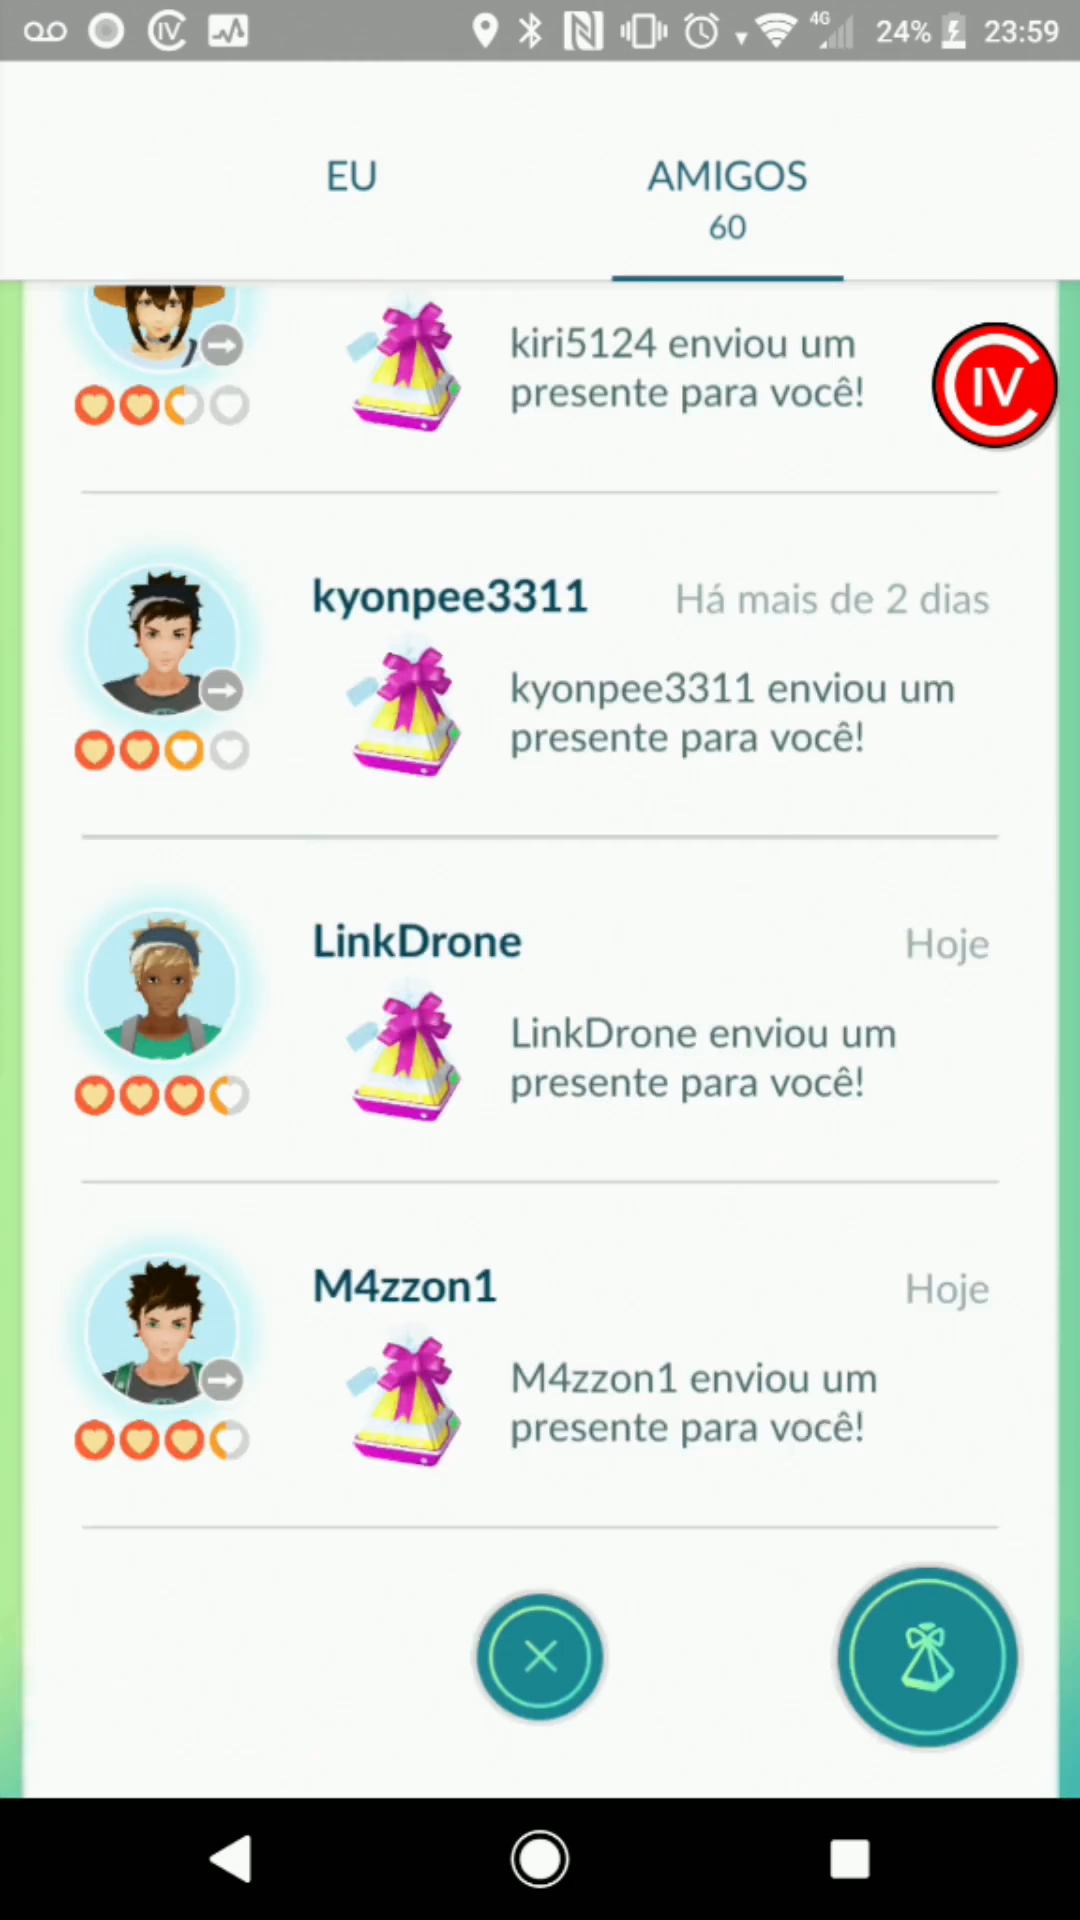 IV
4G
24%
23:59
EU
AMIGOS
60
kiri5124 enviou um
presente para você!
IV
kyonpee3311
Há mais de 2 dias
kyonpee3311 enviou um
presente para você!
LinkDrone
Hoje
LinkDrone enviou um
presente para você!
M4zzon1
Hoje
M4zzon1 enviou um
presente para você!